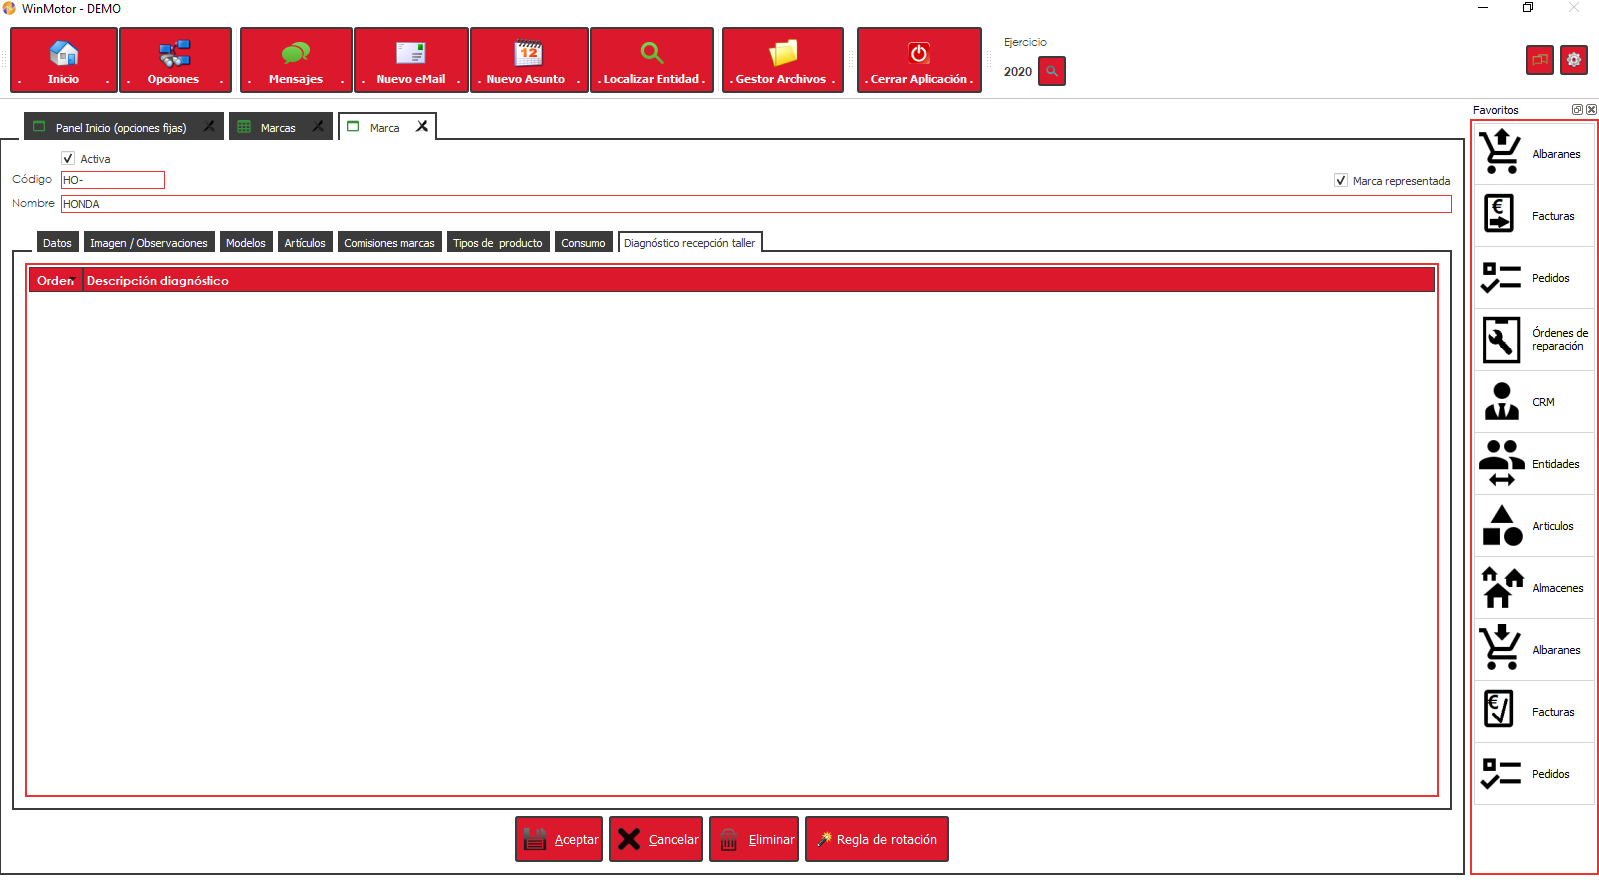 WinMotor - DEMO
. Inicio .
. Opciones .
. Mensajes .
. Nuevo eMail .
12
. Nuevo Asunto .
. Localizar Entidad .
. Gestor Archivos .
. Cerrar Aplicación .
Ejercicio
2020
Favoritos
Panel Inicio (opciones fijas)
Marcas
Marca
Activa
Código HO-
Marca representada
Nombre HONDA
Datos
Imagen / Observaciones
Modelos
Artículos
Comisiones marcas
Tipos de producto
Consumo
Diagnóstico recepción taller
Orden
Descripción diagnóstico
Aceptar
Cancelar
Eliminar
Regla de rotación
Albaranes
€
Facturas
Pedidos
Órdenes de
reparación
CRM
Entidades
Articulos
Almacenes
Albaranes
€
Facturas
Pedidos